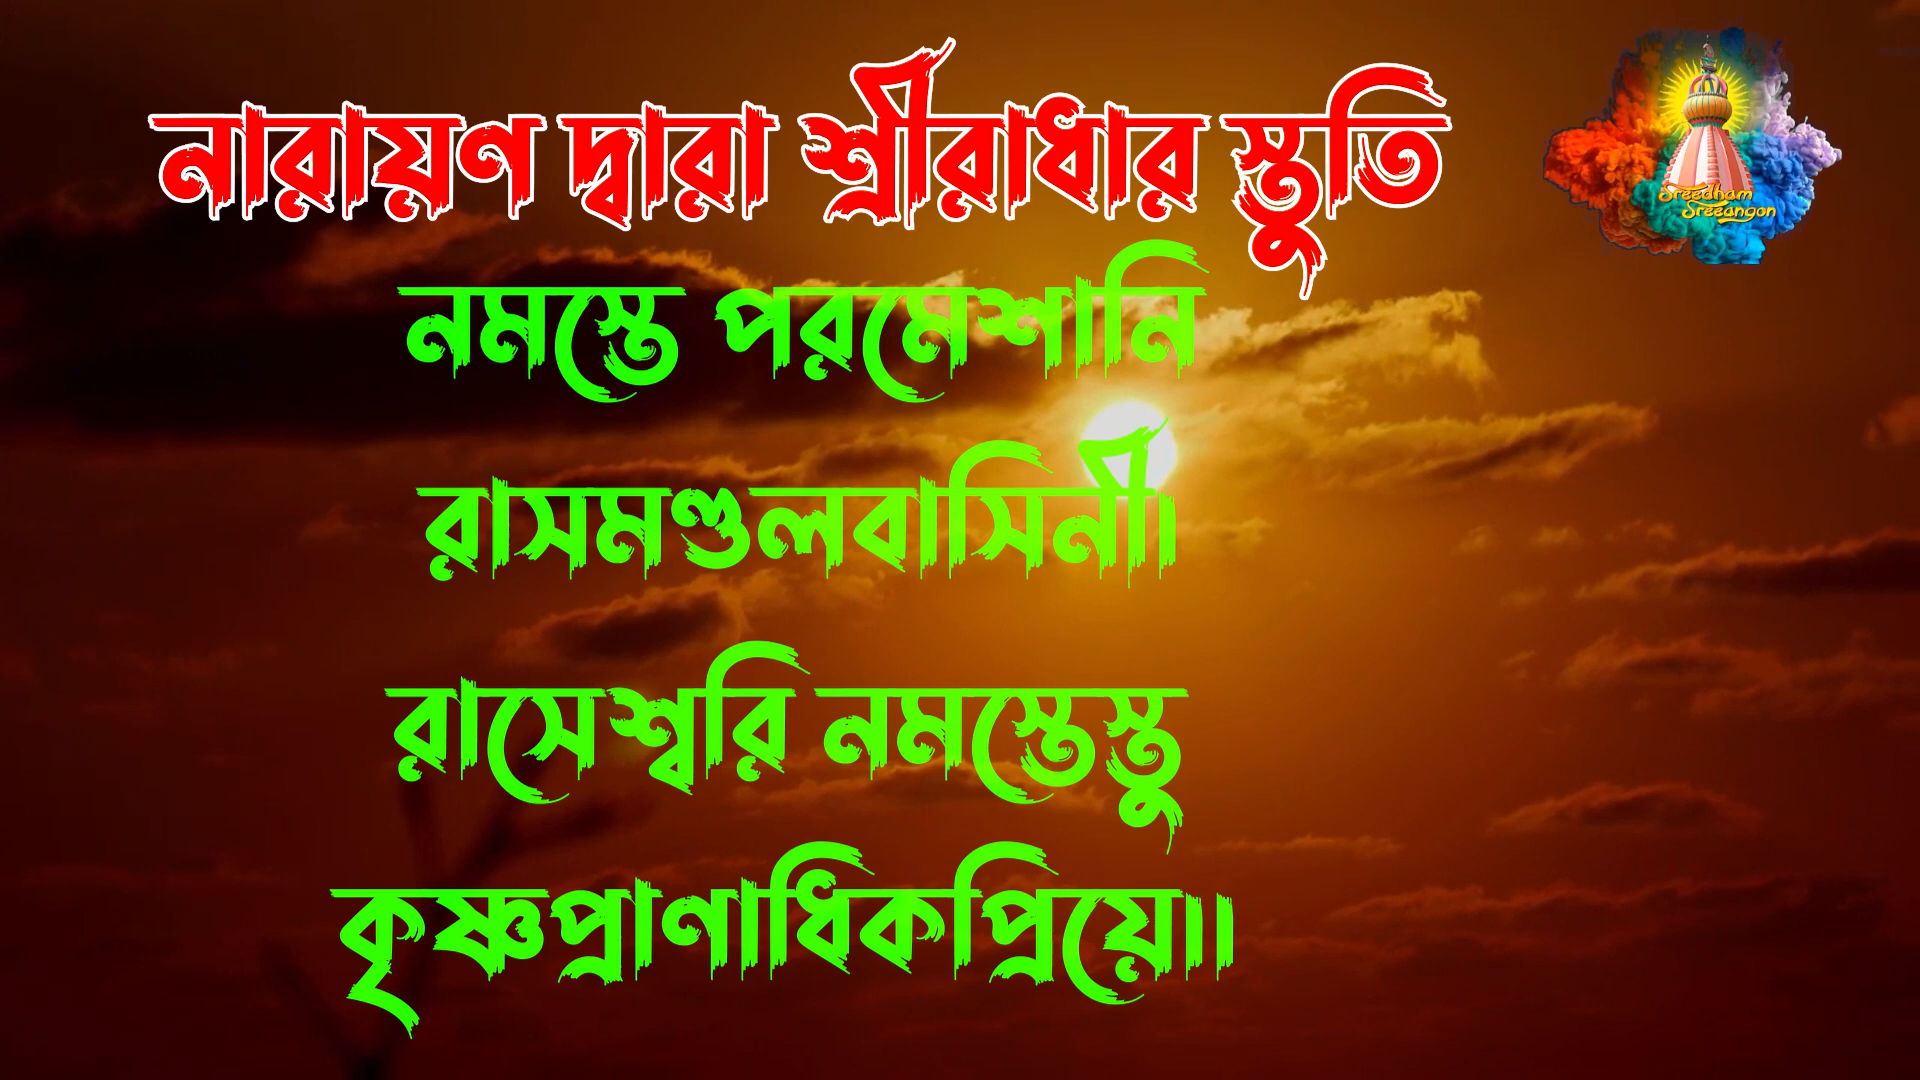 নারায়ণ দ্বারা শ্রীরাধার স্তুতি
Sreedham
Sreeangon
নমস্তে পরমেশানি
রাসমণ্ডলবাসিনী।
রাসেশ্বরি নমস্তেস্তু
কৃষ্ণপ্রাণাধিকপ্রিয়ে।।